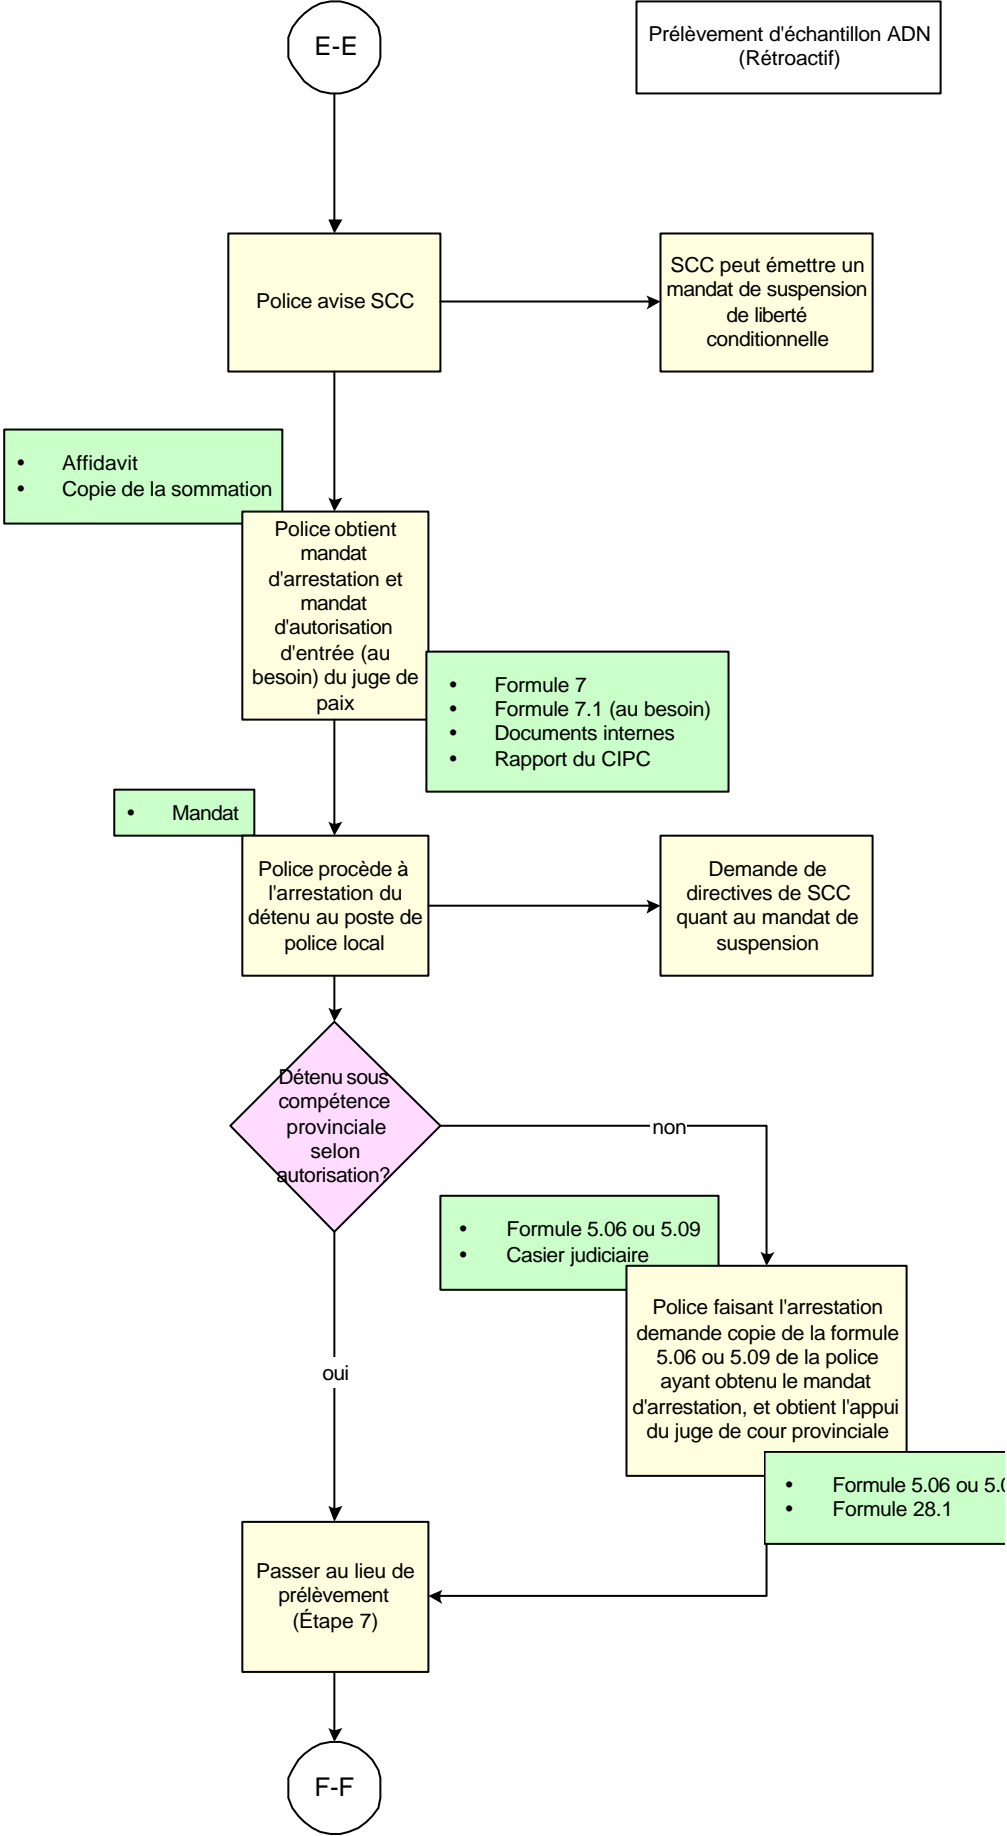 E-E
Prélèvement d'échantillon ADN
(Rétroactif)
Police avise SCC
SCC peut émettre un
mandat de suspension
de liberté
conditionnelle
• Affidavit
• Copie de la sommation
Police obtient
mandat
d'arrestation et
mandat
d'autorisation
d'entrée (au
besoin) du juge de
paix
• Formule 7
• Formule 7.1 (au besoin)
• Documents internes
• Rapport du CIPC
• Mandat
Police procède à
l'arrestation du
détenu au poste de
police local
Demande de
directives de SCC
quant au mandat de
suspension
Détenu sous
compétence
provinciale
selon
autorisation?
non
• Formule 5.06 ou 5.09
• Casier judiciaire
Police faisant l'arrestation
demande copie de la formule
5.06 ou 5.09 de la police
ayant obtenu le mandat
d'arrestation, et obtient l'appui
du juge de cour provinciale
oui
• Formule 5.06 ou
• Formule 28.1
Passer au lieu de
prélèvement
(Étape 7)
F-F